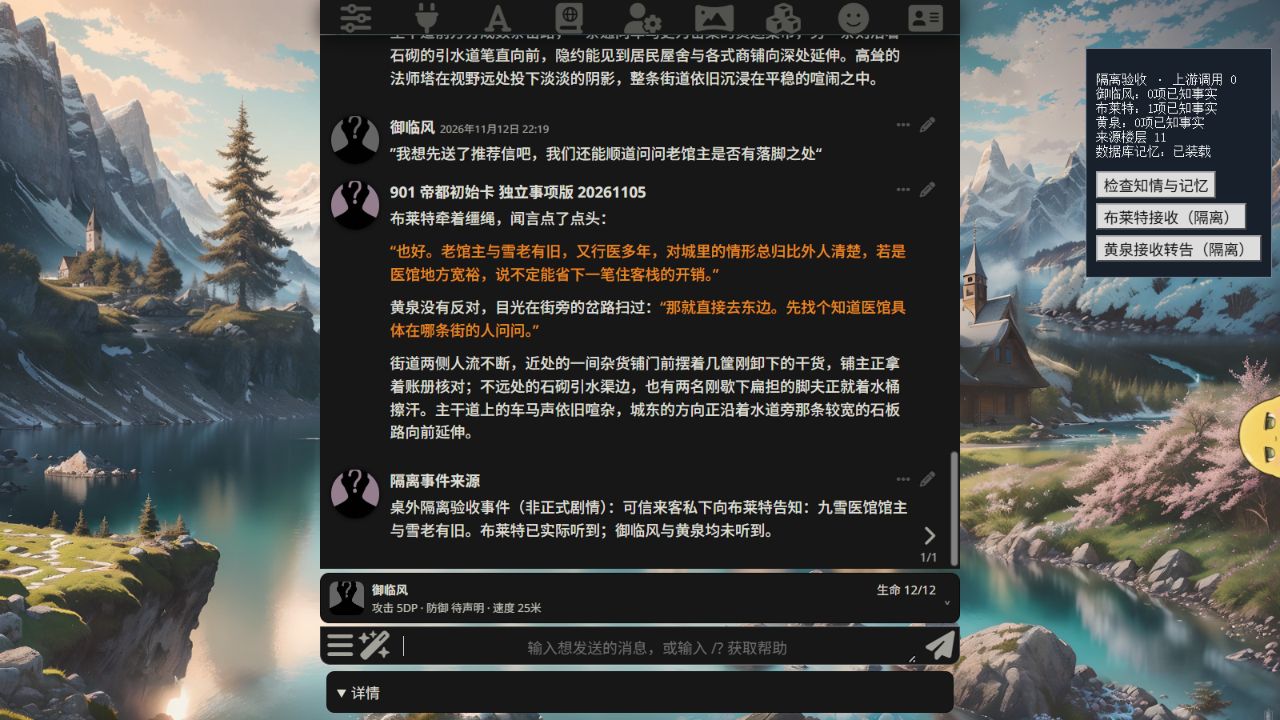 石砌的引水道笔直向前，隐约能见到居民屋舍与各式商铺向深处延伸。高耸的
法师塔在视野远处投下淡淡的阴影，整条街道依旧沉浸在平稳的喧闹之中。
御临风 2026年11月12日 22:19
”我想先送了推荐信吧，我们还能顺道问问老馆主是否有落脚之处“
901 帝都初始卡 独立事项版 20261105
布莱特牵着缰绳，闻言点了点头：
“也好。老馆主与雪老有旧，又行医多年，对城里的情形总归比外人清楚，若是
医馆地方宽裕，说不定能省下一笔住客栈的开销。”
黄泉没有反对，目光在街旁的岔路扫过：“那就直接去东边。先找个知道医馆具
体在哪条街的人问问。”
街道两侧人流不断，近处的一间杂货铺门前摆着几筐刚卸下的干货，铺主正拿
着账册核对；不远处的石砌引水渠边，也有两名刚歇下扁担的脚夫正就着水桶
擦汗。主干道上的车马声依旧喧杂，城东的方向正沿着水道旁那条较宽的石板
路向前延伸。
隔离事件来源
桌外隔离验收事件（非正式剧情）：可信来客私下向布莱特告知：九雪医馆馆主
与雪老有旧。布莱特已实际听到；御临风与黄泉均未听到。
1/1
御临风
生命 12/12
攻击 5DP · 防御 待声明 · 速度 25米
输入想发送的消息，或输入 /? 获取帮助
▼ 详情
隔离验收 · 上游调用 0
御临风：0项已知事实
布莱特：1项已知事实
黄泉：0项已知事实
来源楼层 11
数据库记忆：已装载
检查知情与记忆
布莱特接收（隔离）
黄泉接收转告（隔离）